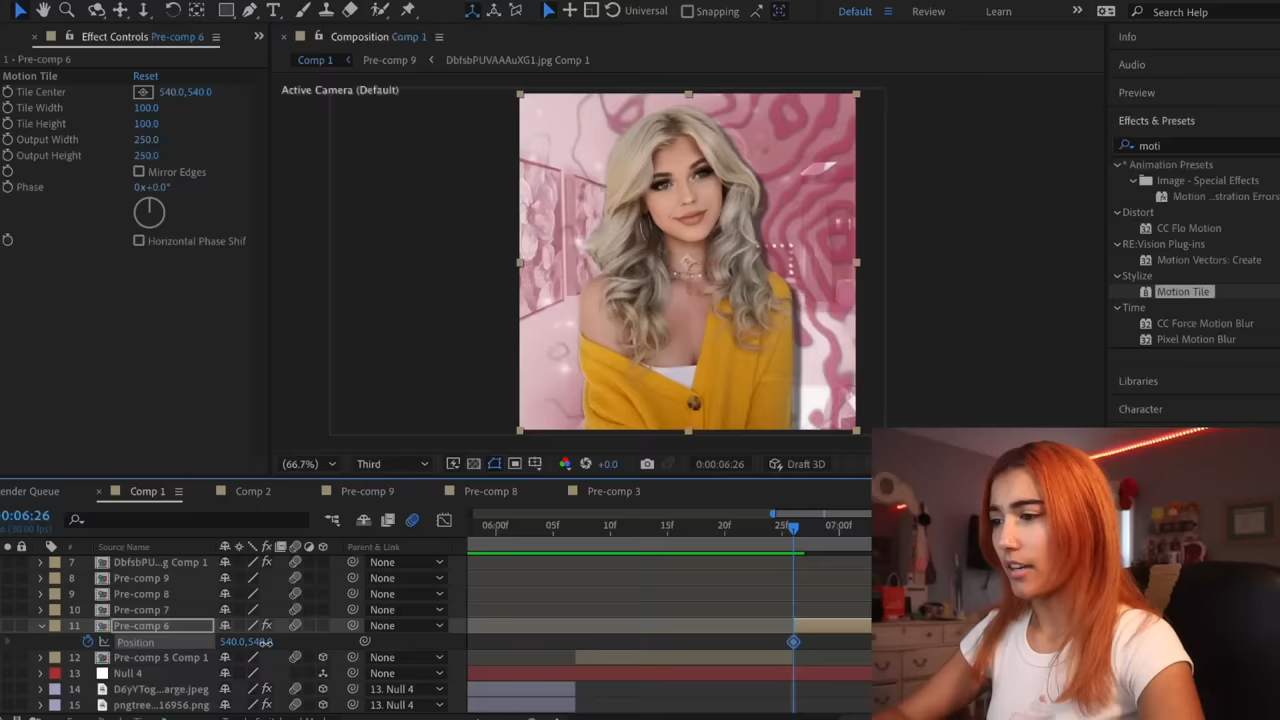 Universal
Snapping
Default
Review
Learn
Search Help
Effect Controls Pre-comp 6
Composition Comp 1
Info
1 - Pre-comp 6
Comp 1
Pre-comp 9
DbfsbPUVAAAuXG1.jpg Comp 1
Audio
Motion Tile
Reset
Active Camera (Default)
Preview
Tile Center
540.0,540.0
Tile Width
100.0
Effects & Presets
Tile Height
100.0
Output Width
250.0
moti
Output Height
250.0
* Animation Presets
Mirror Edges
Image - Special Effects
Phase
0x+0.0°
Motion ...stration Errors
Distort
CC Flo Motion
Horizontal Phase Shif
RE:Vision Plug-ins
Motion Vectors: Create
Stylize
Motion Tile
Time
CC Force Motion Blur
Pixel Motion Blur
Libraries
Character
(66.7%)
Third
+0.0
0:00:06:26
Draft 3D
ender Queue
Comp 1
Comp 2
Pre-comp 9
Pre-comp 8
Pre-comp 3
0:00:06:26
06:00f
05f
10f
15f
20f
25f
07:00f
#
Source Name
Parent & Link
7
DbfsbPU...g Comp 1
None
8
Pre-comp 9
None
9
Pre-comp 8
None
10
Pre-comp 7
None
11
Pre-comp 6
None
Position
12
Pre-comp 5 Comp 1
None
13
Null 4
None
14
D6yYTog...arge.jpeg
13. Null 4
15
pngtree...16956.png
13. Null 4